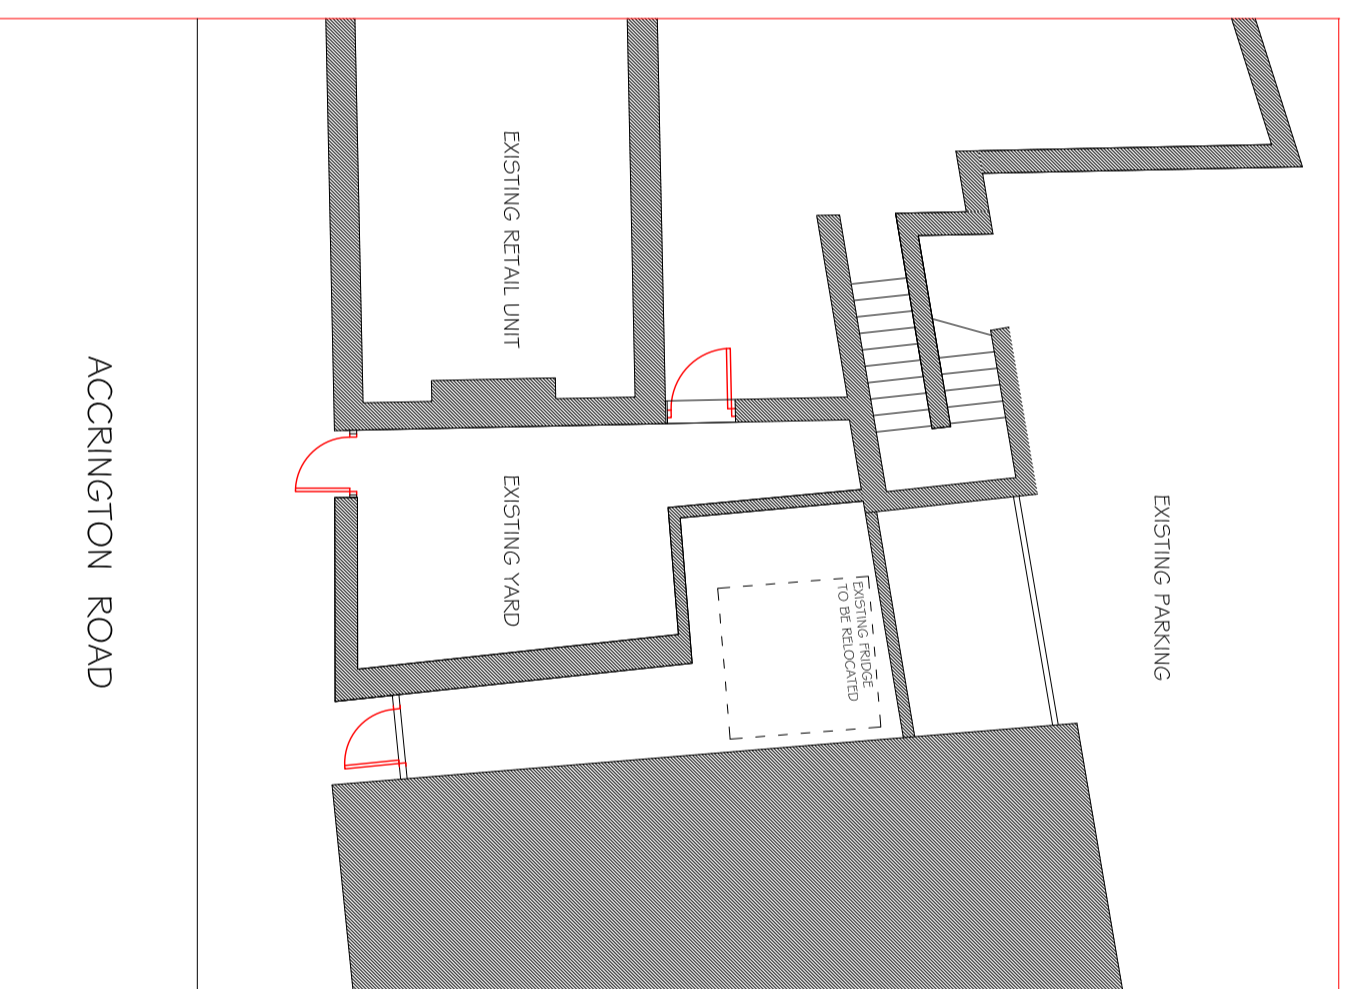 EXISTING PARKING
EXISTING FRIDGE
TO BE RELOCATED
EXISTING RETAIL UNIT
EXISTING YARD
ACCRINGTON ROAD